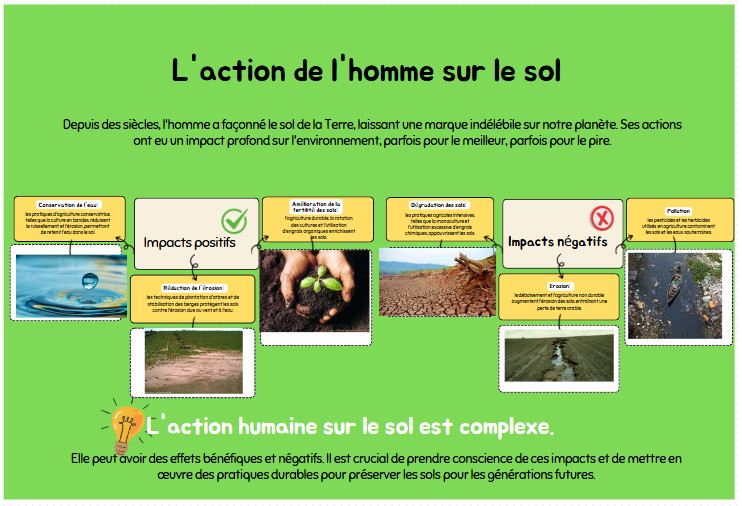 L'action de l'homme sur le sol
Depuis des siècles, l'homme a façonné le sol de la Terre, laissant une marque indélébile sur notre planète. Ses actions
ont eu un impact profond sur l'environnement, parfois pour le meilleur, parfois pour le pire.
Conservation de l'eau:
les pratiques d'agriculture conservatrice,
telles que la culture en bandes, réduisent
le ruissellement et l'érosion, permettant
de retenir l'eau dans le sol.
Impacts positifs
Amélioration de la
fertilité des sols:
l'agriculture durable, la rotation
des cultures et l'utilisation
d'engrais organiques enrichissent
les sols.
Réduction de l'érosion:
les techniques de plantation d'arbres et de
stabilisation des berges protègent les sols
contre l'érosion due au vent et à l'eau.
Dégradation des sols:
les pratiques agricoles intensives,
telles que la monoculture et
l'utilisation excessive d'engrais
chimiques, appauvrissent les sols.
Impacts négatifs
Pollution
les pesticides et les herbicides
utilisés en agriculture contaminent
les sols et les eaux souterraines.
Erosion:
le déboisement et l'agriculture non durable
augmentent l'érosion des sols, entraînant une
perte de terre arable.
L'action humaine sur le sol est complexe.
Elle peut avoir des effets bénéfiques et négatifs. Il est crucial de prendre conscience de ces impacts et de mettre en
œuvre des pratiques durables pour préserver les sols pour les générations futures.